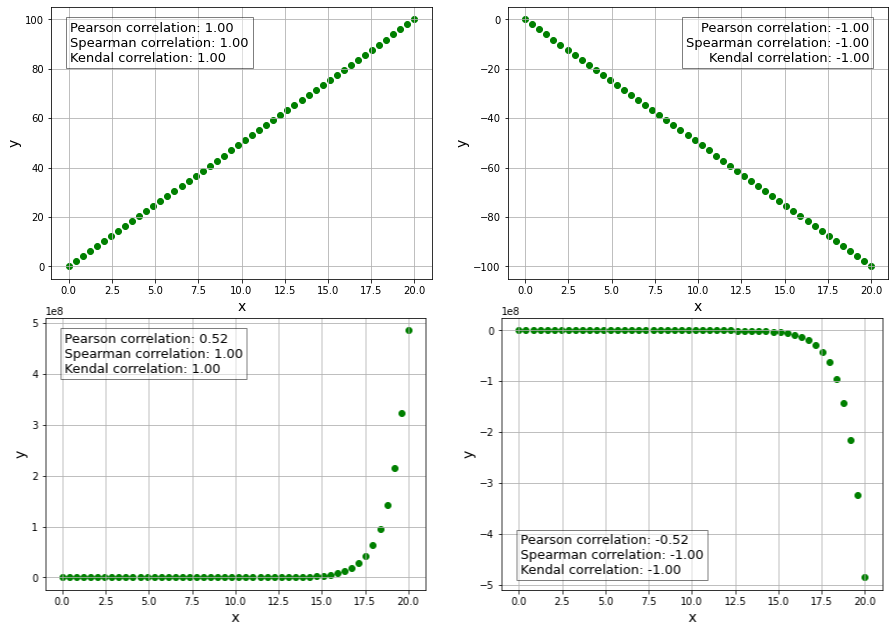 Pearson correlation: 1.00
Spearman correlation: 1.00
Kendal correlation: 1.00
100
80
60
40
20
0
y
0.0 2.5 5.0 7.5 10.0 12.5 15.0 17.5 20.0
x
Pearson correlation: -1.00
Spearman correlation: -1.00
Kendal correlation: -1.00
0
−20
−40
−60
−80
−100
y
0.0 2.5 5.0 7.5 10.0 12.5 15.0 17.5 20.0
x
1e8
Pearson correlation: 0.52
Spearman correlation: 1.00
Kendal correlation: 1.00
5
4
3
2
1
0
y
0.0 2.5 5.0 7.5 10.0 12.5 15.0 17.5 20.0
x
1e8
0
−1
−2
−3
−4
−5
y
Pearson correlation: -0.52
Spearman correlation: -1.00
Kendal correlation: -1.00
0.0 2.5 5.0 7.5 10.0 12.5 15.0 17.5 20.0
x